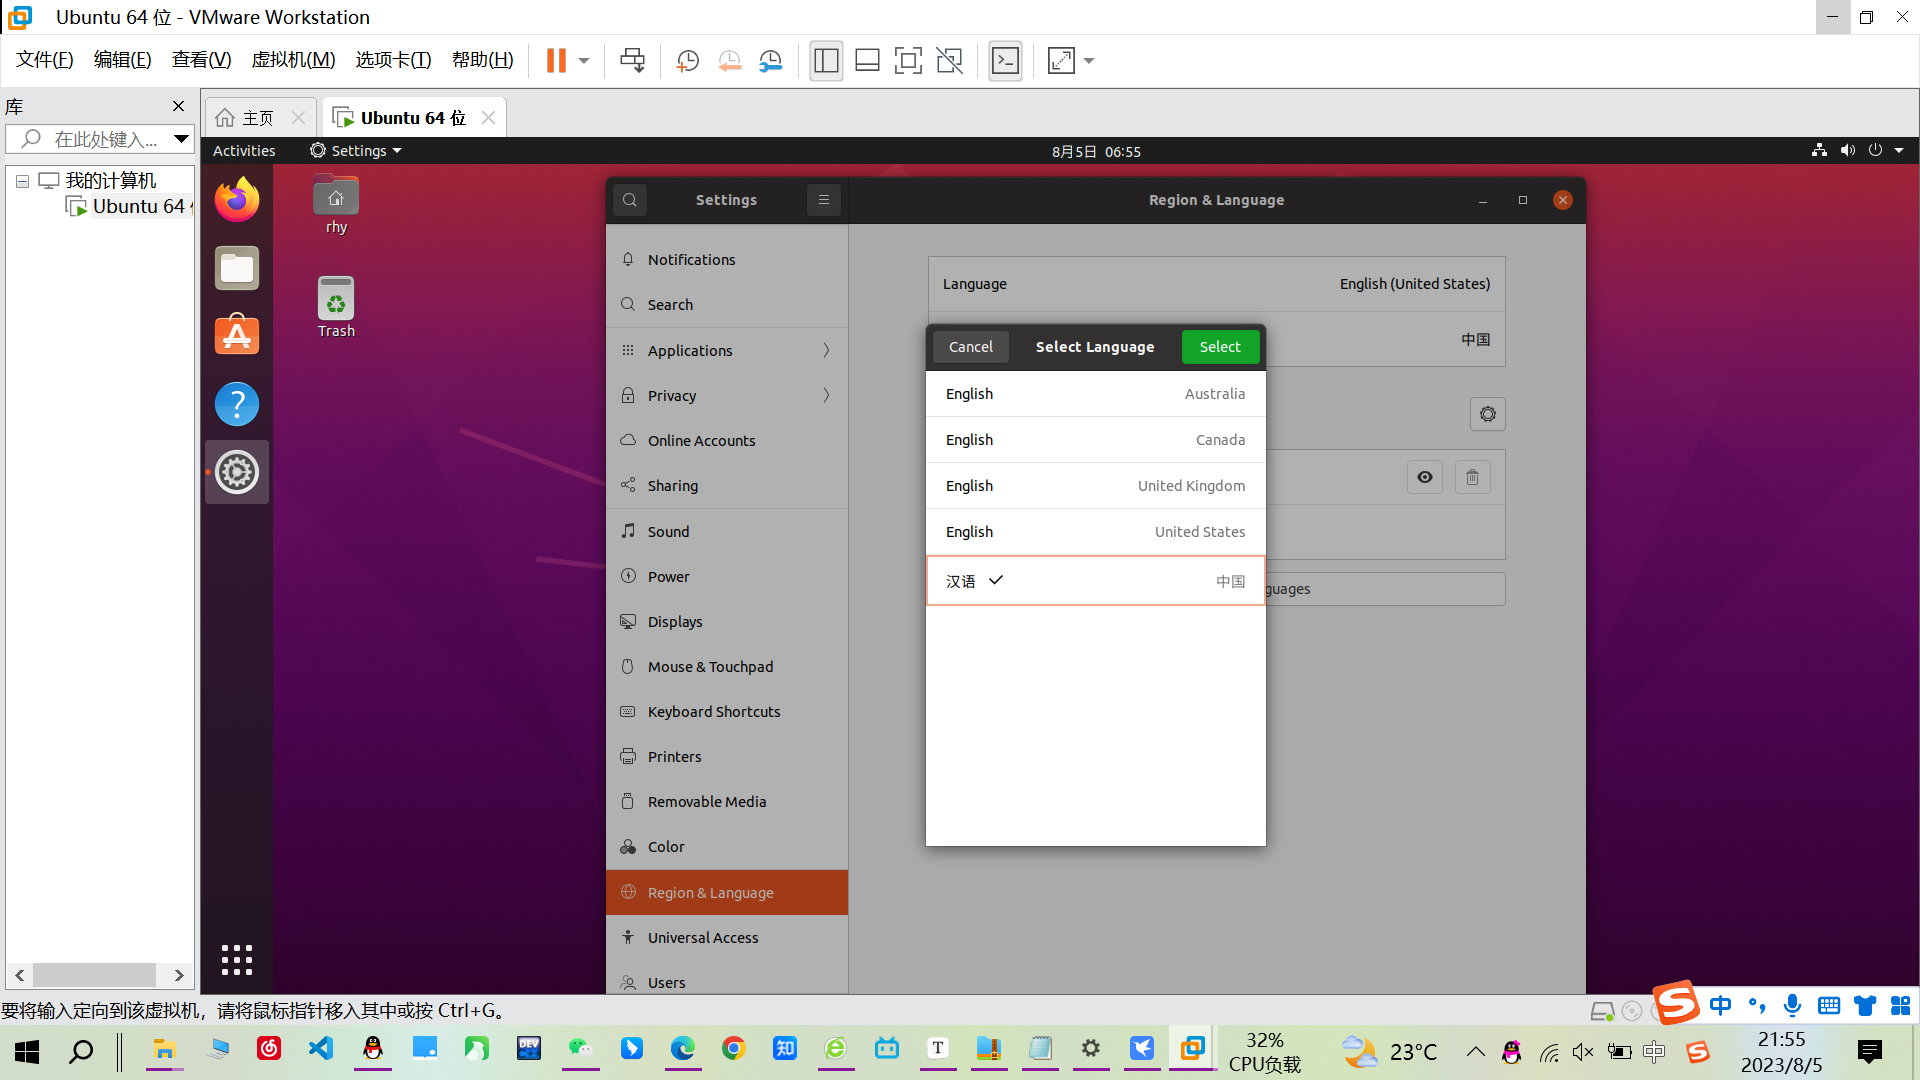 Ubuntu 64 位 - VMware Workstation
文件(F) 编辑(E) 查看(V) 虚拟机(M) 选项卡(T) 帮助(H)
库
在此处键入...
我的计算机
Ubuntu 64
主页
Ubuntu 64 位
Activities
Settings
8月5日 06:55
rhy
Trash
Settings
Region & Language
Notifications
Search
Applications
Privacy
Online Accounts
Sharing
Sound
Power
Displays
Mouse & Touchpad
Keyboard Shortcuts
Printers
Removable Media
Color
Region & Language
Universal Access
Users
Language English (United States)
中国
guages
Cancel Select Language Select
English Australia
English Canada
English United Kingdom
English United States
汉语 中国
要将输入定向到该虚拟机，请将鼠标指针移入其中或按 Ctrl+G。
中
DEV
知
T
32%
CPU负载
23°C
中
21:55
2023/8/5